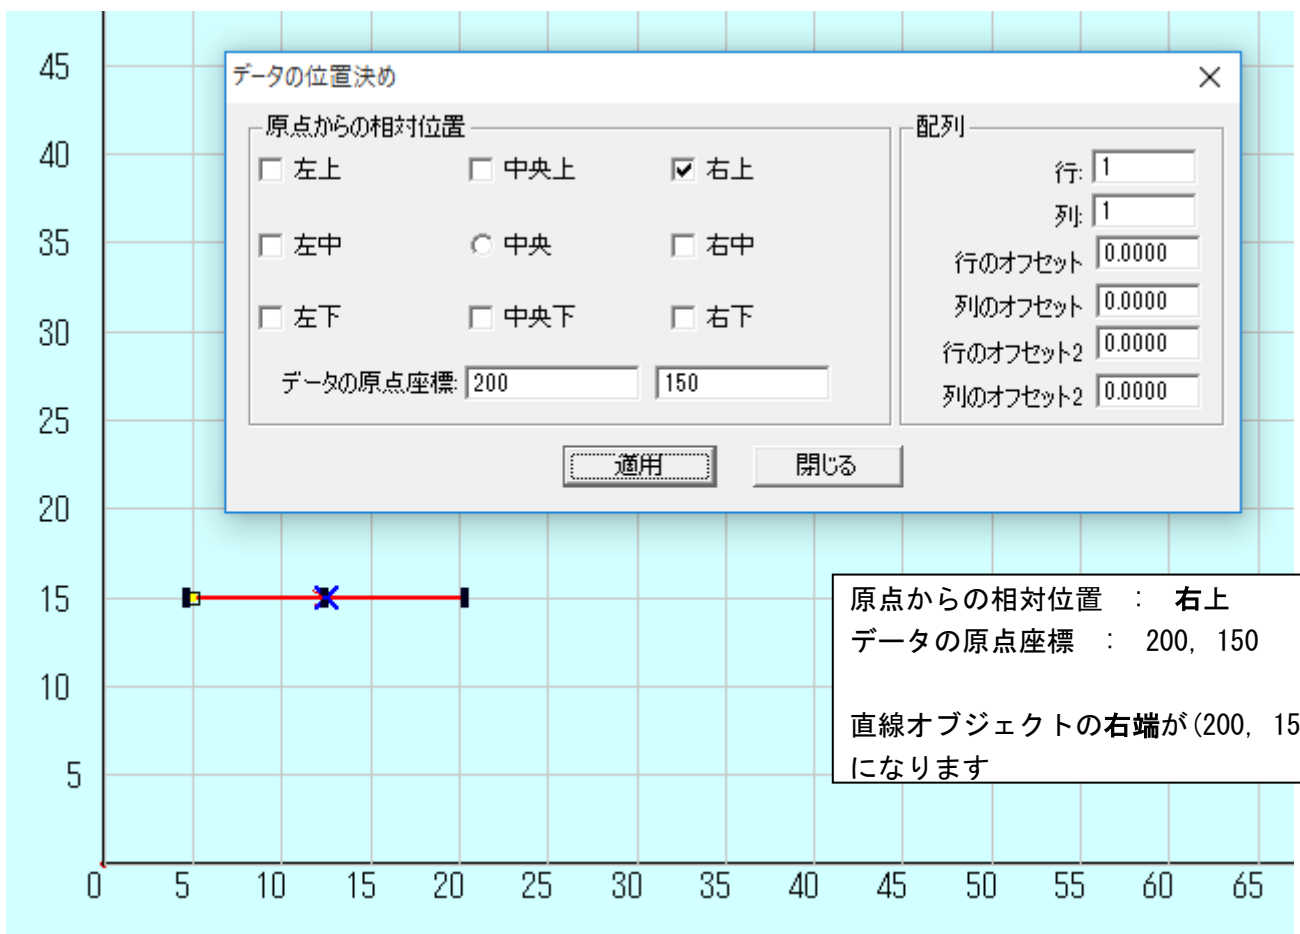 45
40
35
30
25
20
15
10
5
0 5 10 15 20 25 30 35 40 45 50 55 60 65
データの位置決め
原点からの相対位置
左上 中央上 右上
左中 中央 右中
左下 中央下 右下
データの原点座標: 200 150
配列
行: 1
列: 1
行のオフセット 0.0000
列のオフセット 0.0000
行のオフセット2 0.0000
列のオフセット2 0.0000
適用 閉じる
原点からの相対位置 : 右上
データの原点座標 : 200, 150
直線オブジェクトの右端が(200, 15
になります